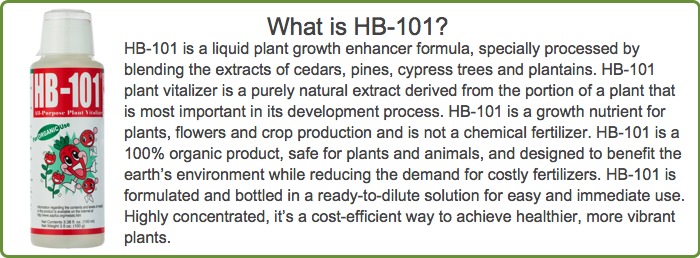 What is HB-101?
HB-101 is a liquid plant growth enhancer formula, specially processed by
blending the extracts of cedars, pines, cypress trees and plantains. HB-101
plant vitalizer is a purely natural extract derived from the portion of a plant that
is most important in its development process. HB-101 is a growth nutrient for
plants, flowers and crop production and is not a chemical fertilizer. HB-101 is a
100% organic product, safe for plants and animals, and designed to benefit the
earth's environment while reducing the demand for costly fertilizers. HB-101 is
formulated and bottled in a ready-to-dilute solution for easy and immediate use.
Highly concentrated, it's a cost-efficient way to achieve healthier, more vibrant
plants.
HB-101
All-Purpose Plant Vitalizer
For ORGANIC Use